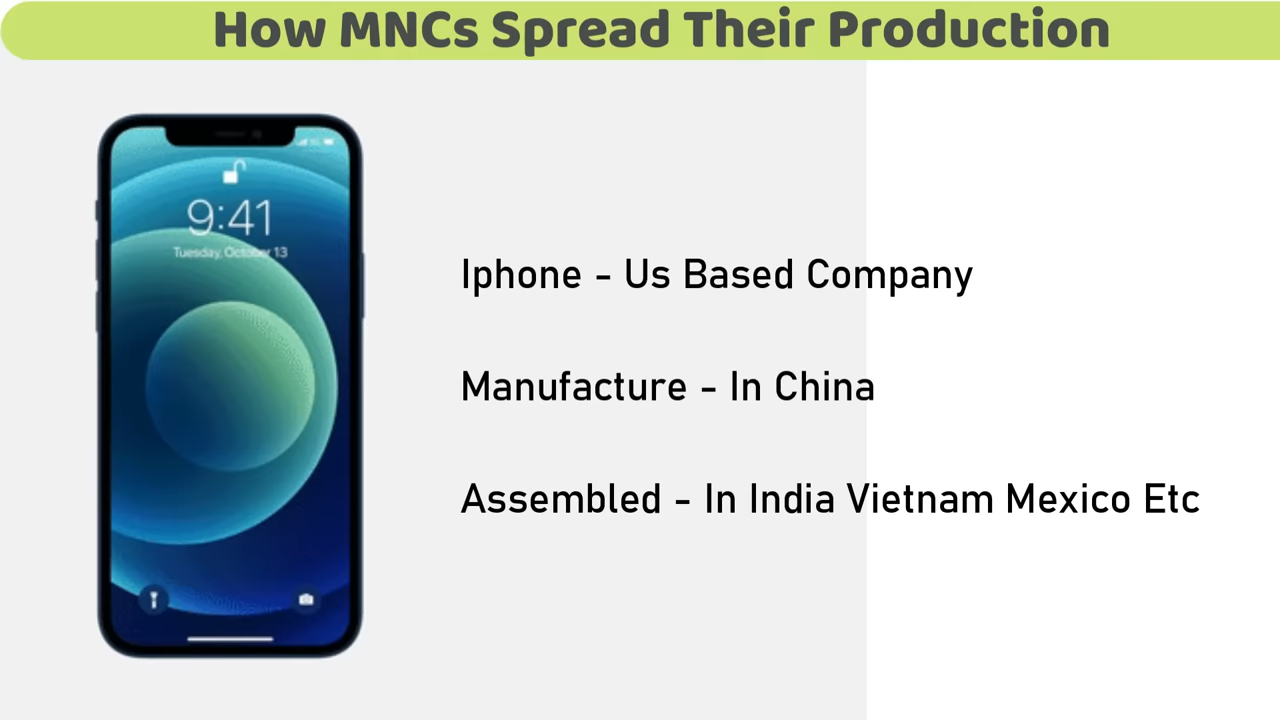 How MNCs Spread Their Production
9:41
Tuesday, October 13
Iphone - Us Based Company
Manufacture - In China
Assembled - In India Vietnam Mexico Etc